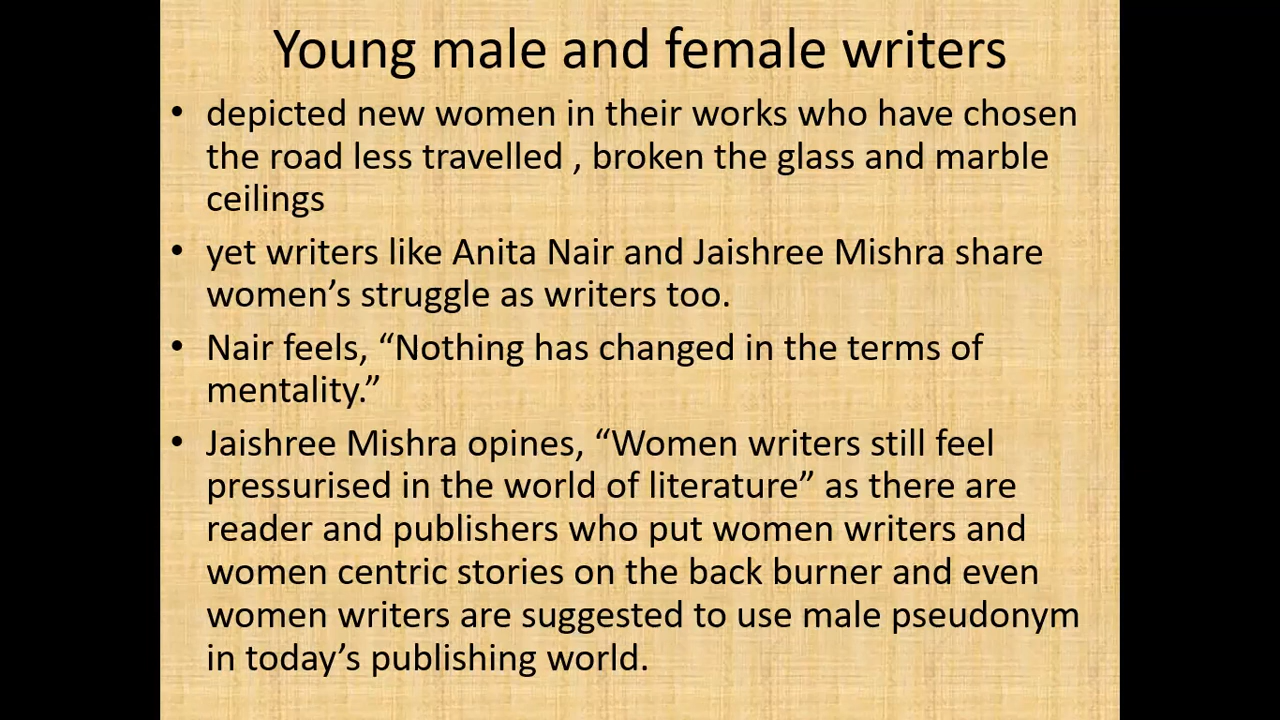 Young male and female writers
• depicted new women in their works who have chosen
the road less travelled , broken the glass and marble
ceilings
• yet writers like Anita Nair and Jaishree Mishra share
women’s struggle as writers too.
• Nair feels, “Nothing has changed in the terms of
mentality.”
• Jaishree Mishra opines, “Women writers still feel
pressurised in the world of literature” as there are
reader and publishers who put women writers and
women centric stories on the back burner and even
women writers are suggested to use male pseudonym
in today’s publishing world.